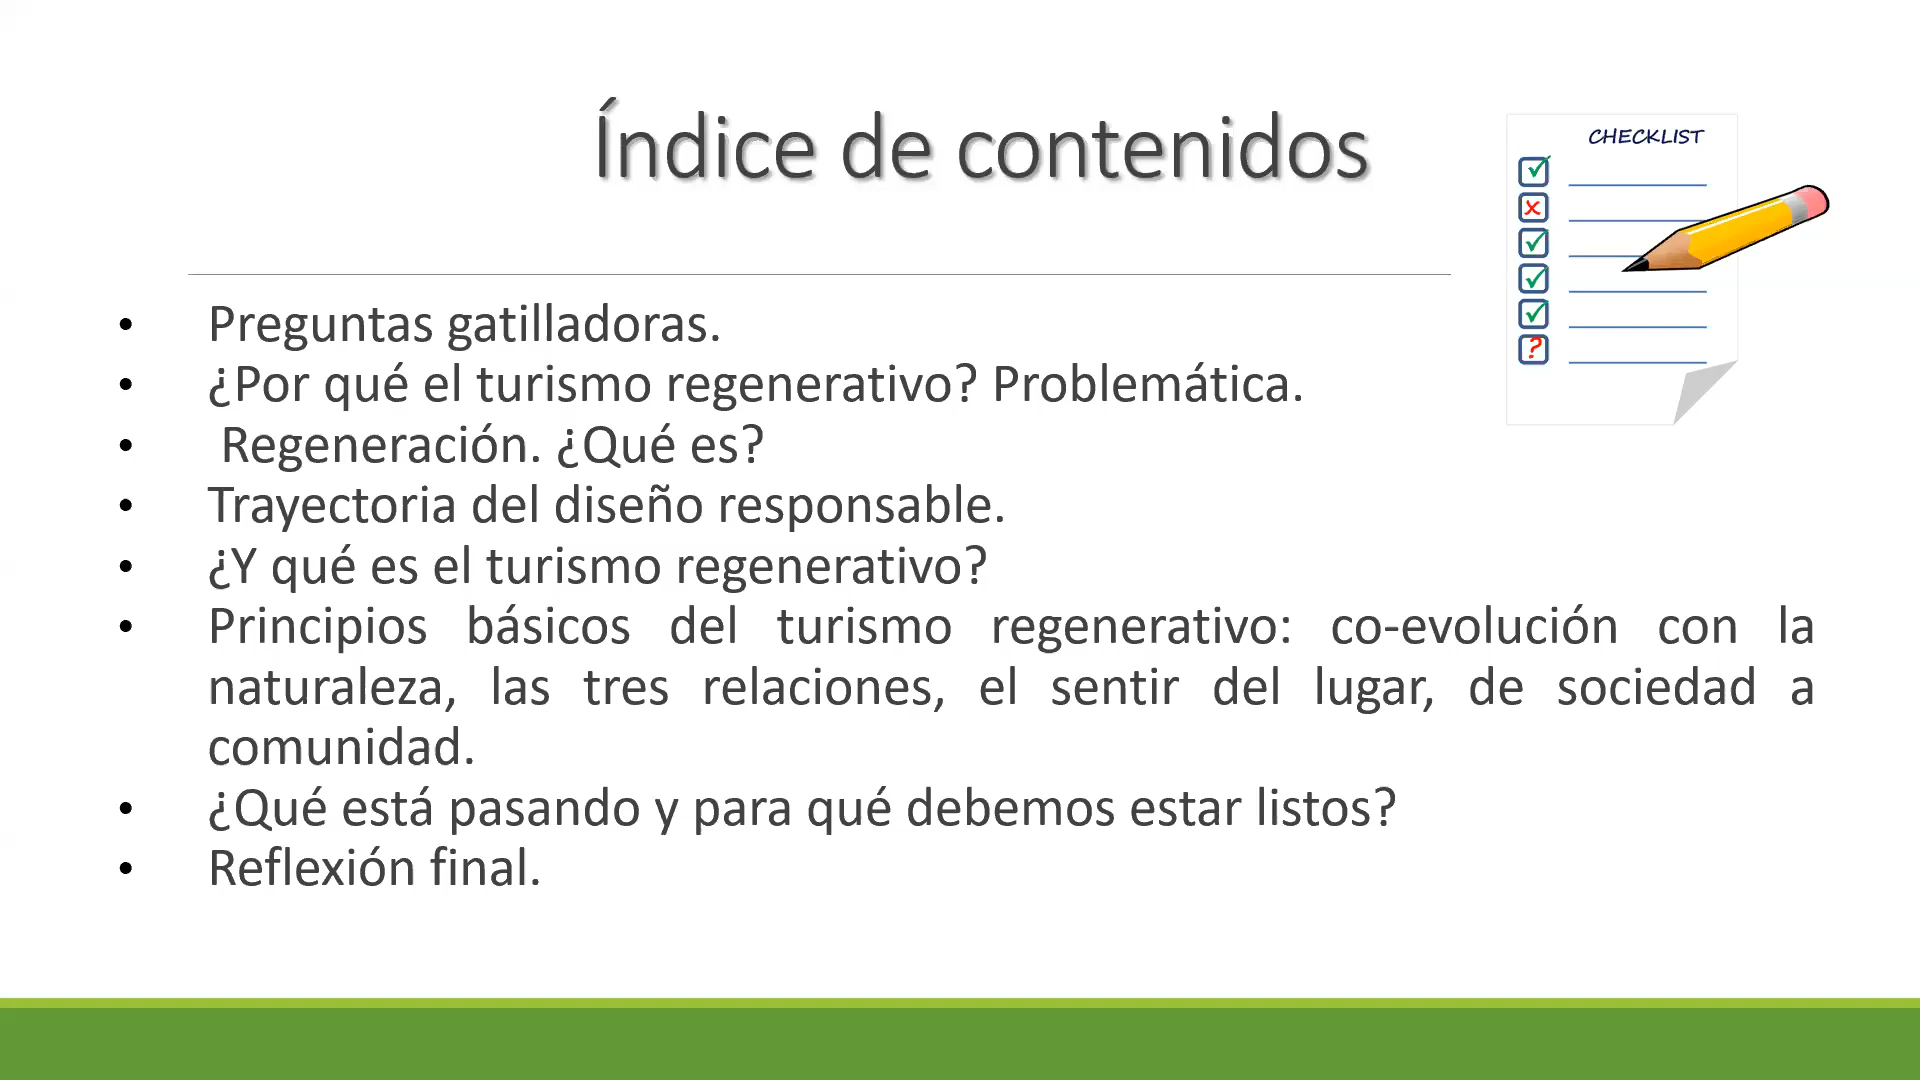 Índice de contenidos
CHECKLIST
• Preguntas gatilladoras.
• ¿Por qué el turismo regenerativo? Problemática.
• Regeneración. ¿Qué es?
• Trayectoria del diseño responsable.
• ¿Y qué es el turismo regenerativo?
• Principios básicos del turismo regenerativo: co-evolución con la
naturaleza, las tres relaciones, el sentir del lugar, de sociedad a
comunidad.
• ¿Qué está pasando y para qué debemos estar listos?
• Reflexión final.